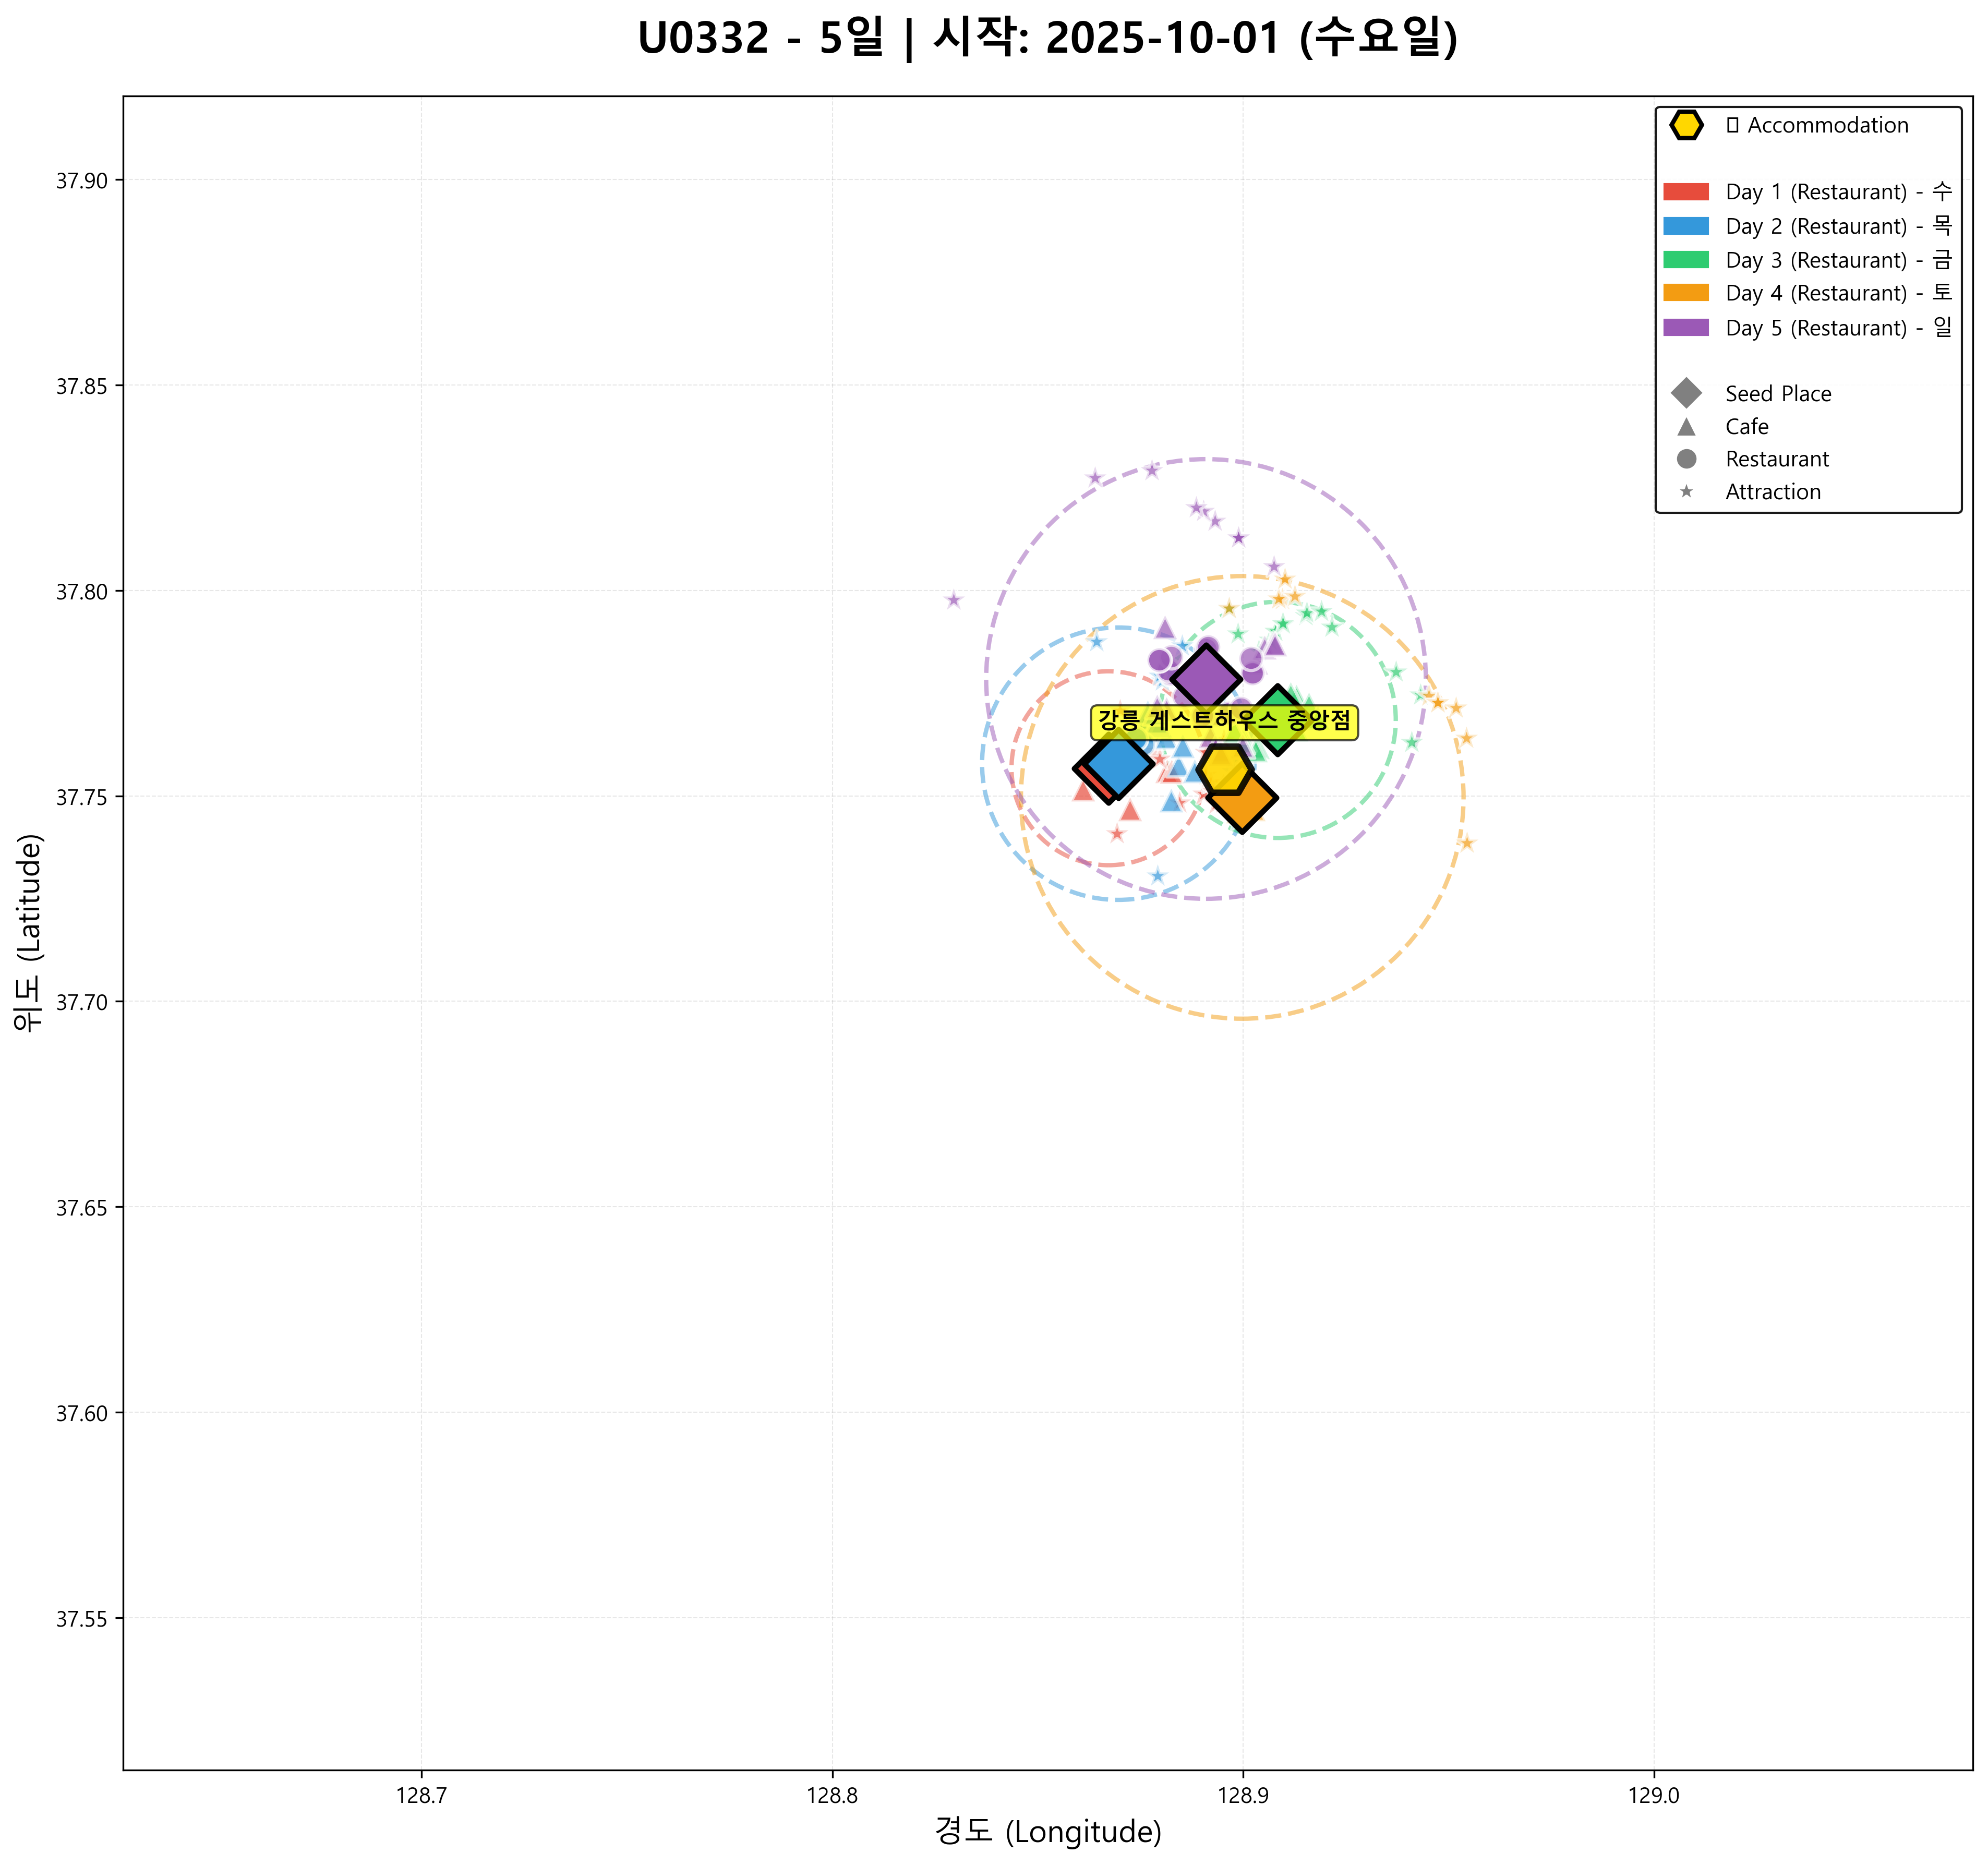 U0332 - 5일 | 시작: 2025-10-01 (수요일)
Accommodation
Day 1 (Restaurant) - 수
Day 2 (Restaurant) - 목
Day 3 (Restaurant) - 금
Day 4 (Restaurant) - 토
Day 5 (Restaurant) - 일
Seed Place
Cafe
Restaurant
Attraction
37.90
37.85
37.80
37.75
37.70
37.65
37.60
37.55
위도 (Latitude)
강릉 게스트하우스 중앙점
128.7
128.8
128.9
129.0
경도 (Longitude)